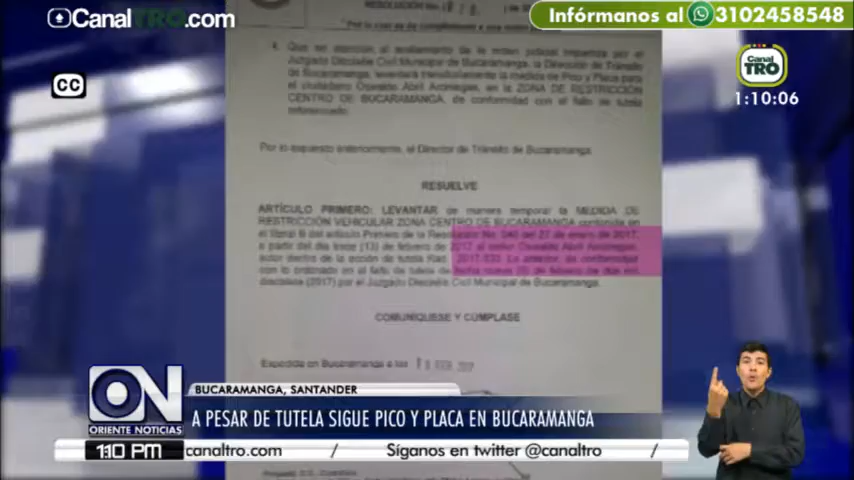 CanalTRO.com
Infórmanos al 3102458548
CC
Canal
TRO
1:10:06
RESOLUCIÓN No.
4. Que en atención al acatamiento de la orden judicial impuesta por el
Juzgado Dieciséis Civil Municipal de Bucaramanga, la Dirección de Tránsito
de Bucaramanga, levantará transitoriamente la medida de Pico y Placa para
el ciudadano Oswaldo Abril Arciniegas, en la ZONA DE RESTRICCIÓN
CENTRO DE BUCARAMANGA, de conformidad con el fallo de tutela
referenciado.
Por lo expuesto anteriormente, el Director de Tránsito de Bucaramanga.
RESUELVE
ARTÍCULO PRIMERO: LEVANTAR de manera temporal la MEDIDA DE
RESTRICCIÓN VEHICULAR ZONA CENTRO DE BUCARAMANGA contenida en
el literal B del artículo Primero de la Resolución No. 040 del 27 de enero de 2017,
a partir del día trece (13) de febrero de 2017 al señor Oswaldo Abril Arciniegas,
autor dentro de la acción de tutela Rad. 2017-033. Lo anterior, de conformidad
con lo ordenado en el fallo de tutela de fecha nueve (9) de febrero de dos mil
diecisiete (2017) por el Juzgado Dieciséis Civil Municipal de Bucaramanga.
COMUNÍQUESE Y CÚMPLASE
Expedida en Bucaramanga a los 13 FEB 2017
ON
ORIENTE NOTICIAS
BUCARAMANGA, SANTANDER
A PESAR DE TUTELA SIGUE PICO Y PLACA EN BUCARAMANGA
1:10 PM
canaltro.com / Síganos en twitter @canaltro /